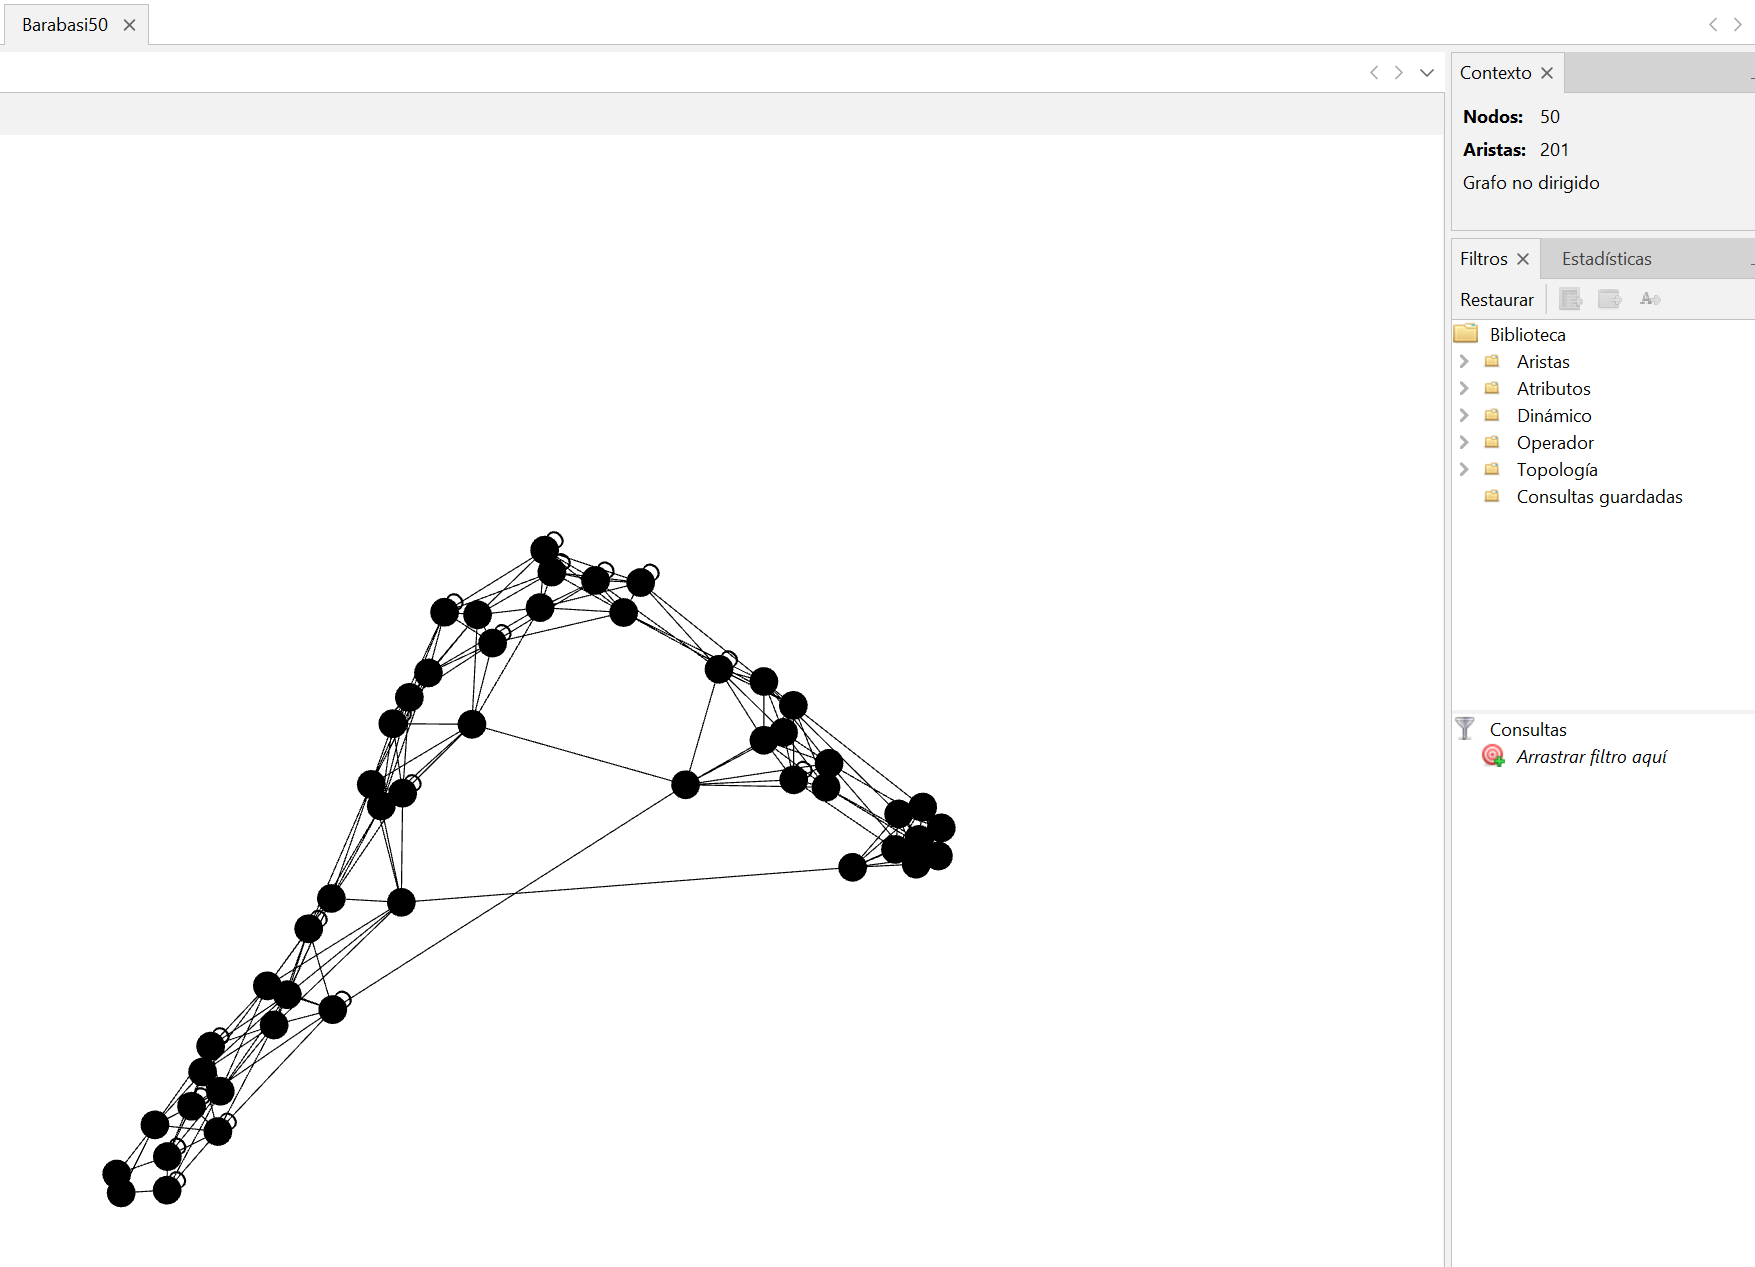 Barabasi50
Contexto
Nodos: 50
Aristas: 201
Grafo no dirigido
Filtros
Estadísticas
Restaurar
Biblioteca
Aristas
Atributos
Dinámico
Operador
Topología
Consultas guardadas
Consultas
Arrastrar filtro aquí